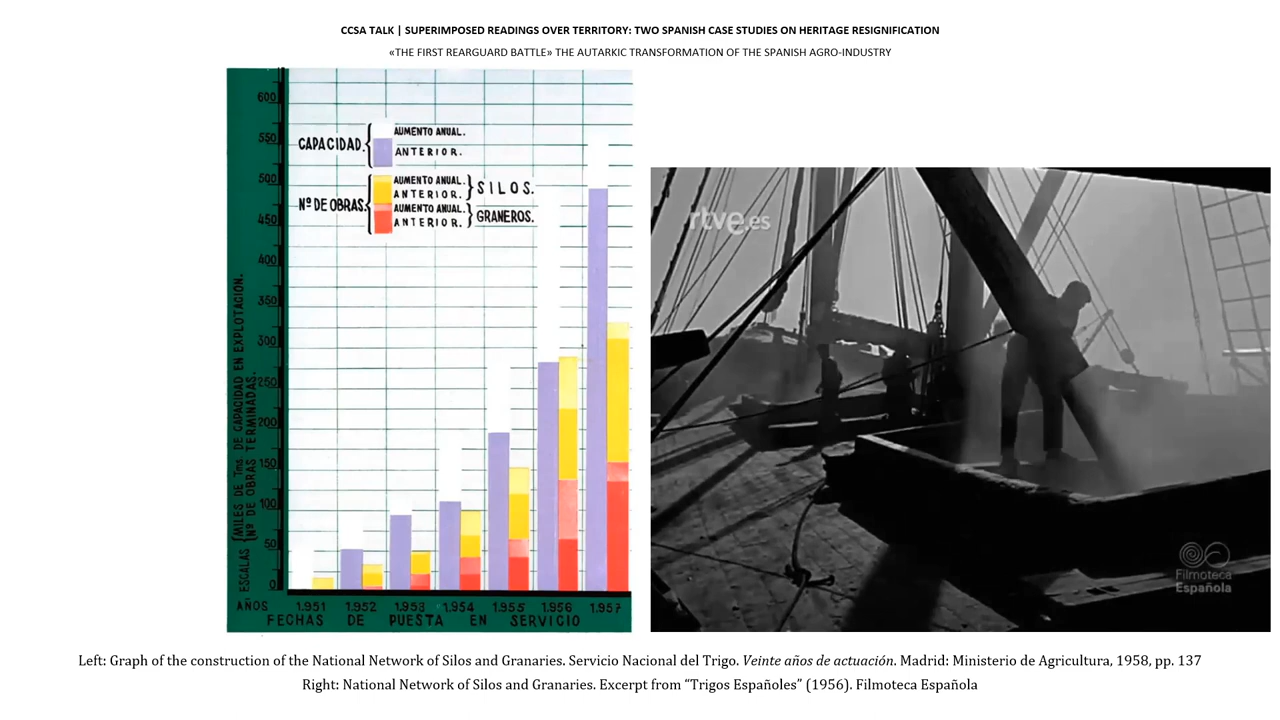 CCSA TALK | SUPERIMPOSED READINGS OVER TERRITORY: TWO SPANISH CASE STUDIES ON HERITAGE RESIGNIFICATION
«THE FIRST REARGUARD BATTLE» THE AUTARKIC TRANSFORMATION OF THE SPANISH AGRO-INDUSTRY
600
550
500
450
400
350
300
250
200
150
100
50
0
ESCALAS { MILES DE Tms DE CAPACIDAD EN EXPLOTACIÓN.
Nº DE OBRAS TERMINADAS.
CAPACIDAD. { AUMENTO ANUAL.
ANTERIOR.
Nº DE OBRAS. { AUMENTO ANUAL.
ANTERIOR. } SILOS.
AUMENTO ANUAL.
ANTERIOR. } GRANEROS.
AÑOS 1.951 1.952 1.953 1.954 1.955 1.956 1.957
FECHAS DE PUESTA EN SERVICIO
rtve.es
Filmoteca
Española
Left: Graph of the construction of the National Network of Silos and Granaries. Servicio Nacional del Trigo. Veinte años de actuación. Madrid: Ministerio de Agricultura, 1958, pp. 137
Right: National Network of Silos and Granaries. Excerpt from “Trigos Españoles” (1956). Filmoteca Española